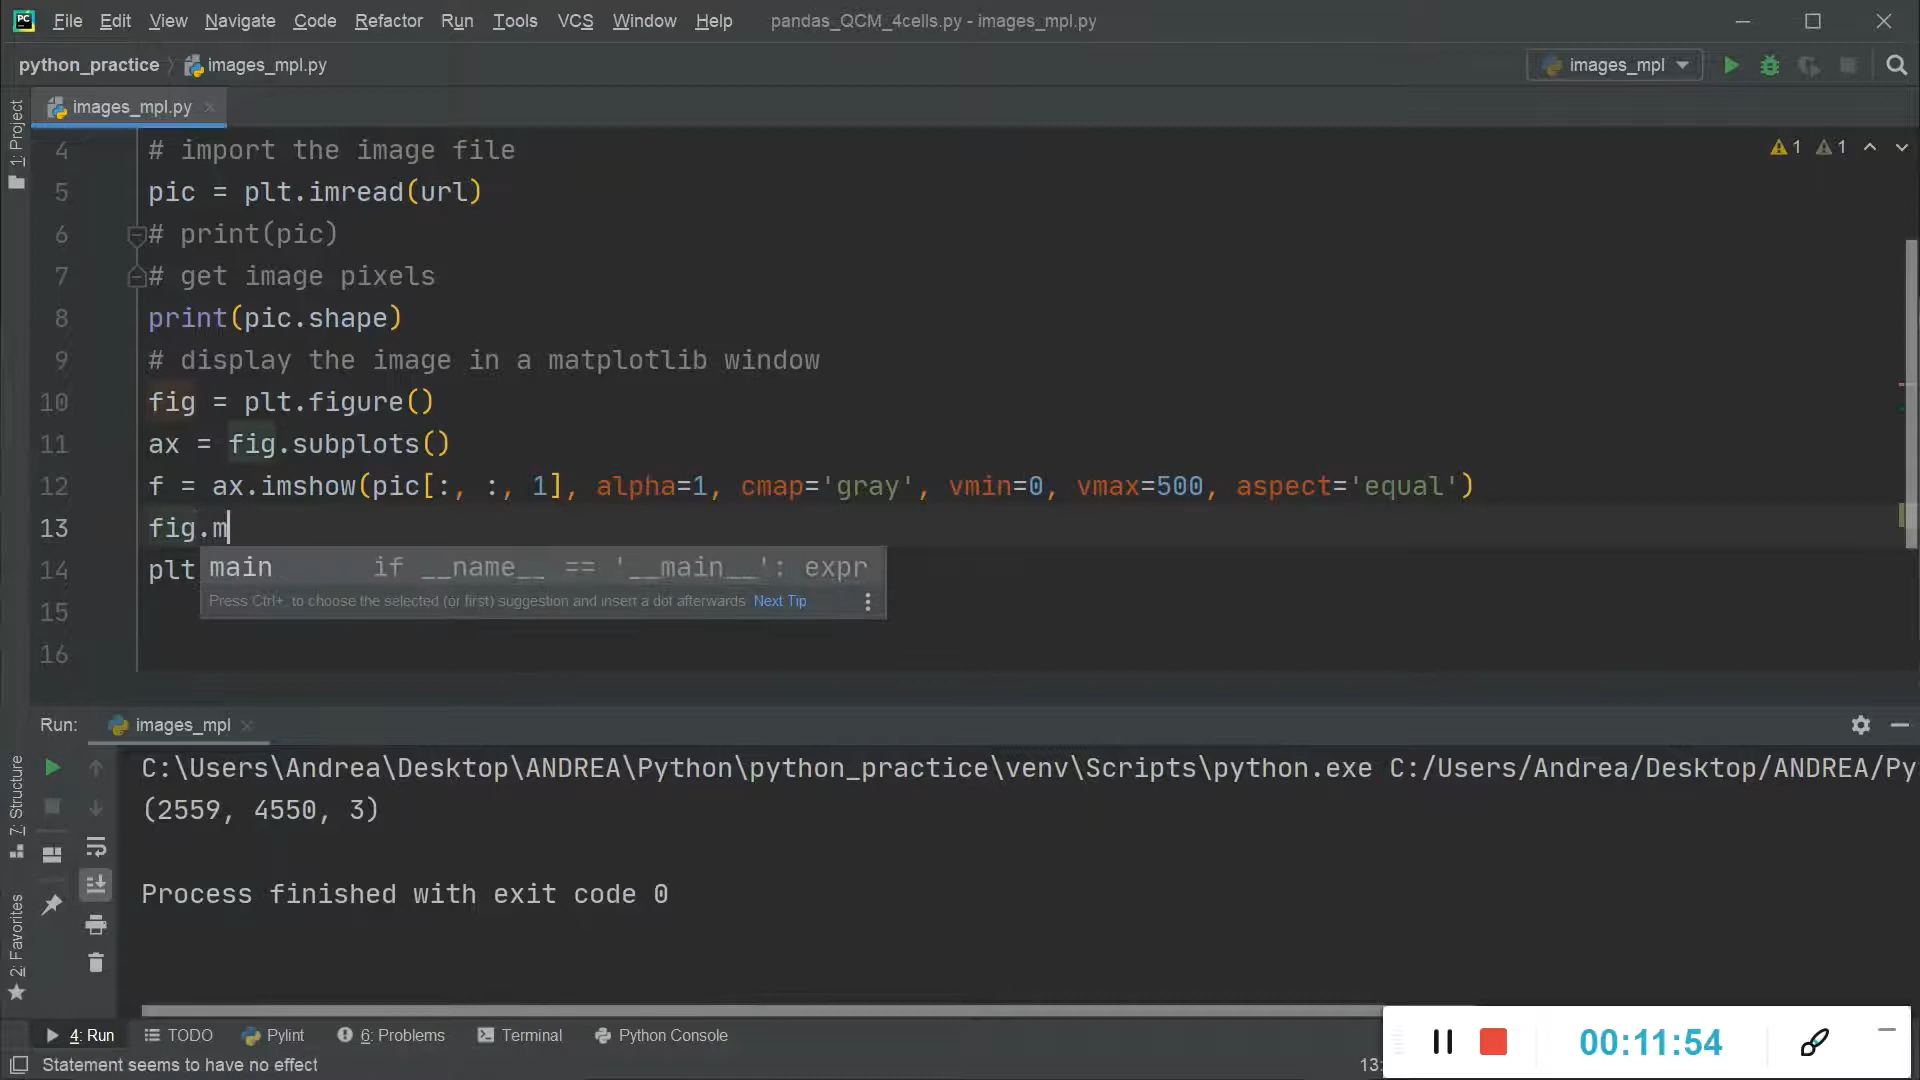 File Edit View Navigate Code Refactor Run Tools VCS Window Help pandas_QCM_4cells.py - images_mpl.py
python_practice images_mpl.py images_mpl
images_mpl.py
1: Project
4 # import the image file
1 1
5 pic = plt.imread(url)
6 # print(pic)
7 # get image pixels
8 print(pic.shape)
9 # display the image in a matplotlib window
10 fig = plt.figure()
11 ax = fig.subplots()
12 f = ax.imshow(pic[:, :, 1], alpha=1, cmap='gray', vmin=0, vmax=500, aspect='equal')
13 fig.m
14 plt
main if __name__ == '__main__': expr
Press Ctrl+. to choose the selected (or first) suggestion and insert a dot afterwards Next Tip
15
16
Run: images_mpl
7: Structure
2: Favorites
C:\Users\Andrea\Desktop\ANDREA\Python\python_practice\venv\Scripts\python.exe C:/Users/Andrea/Desktop/ANDREA/Py
(2559, 4550, 3)
Process finished with exit code 0
4: Run TODO Pylint 6: Problems Terminal Python Console
Statement seems to have no effect
13:
00:11:54